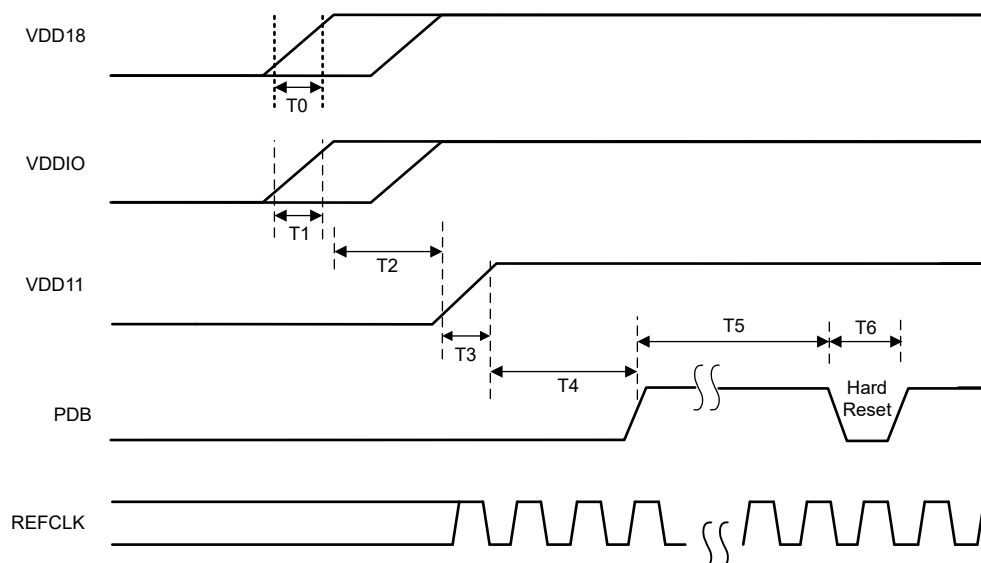 VDD18
T0
VDDIO
T1
T2
VDD11
T3
T5
T6
T4
Hard
Reset
PDB
REFCLK